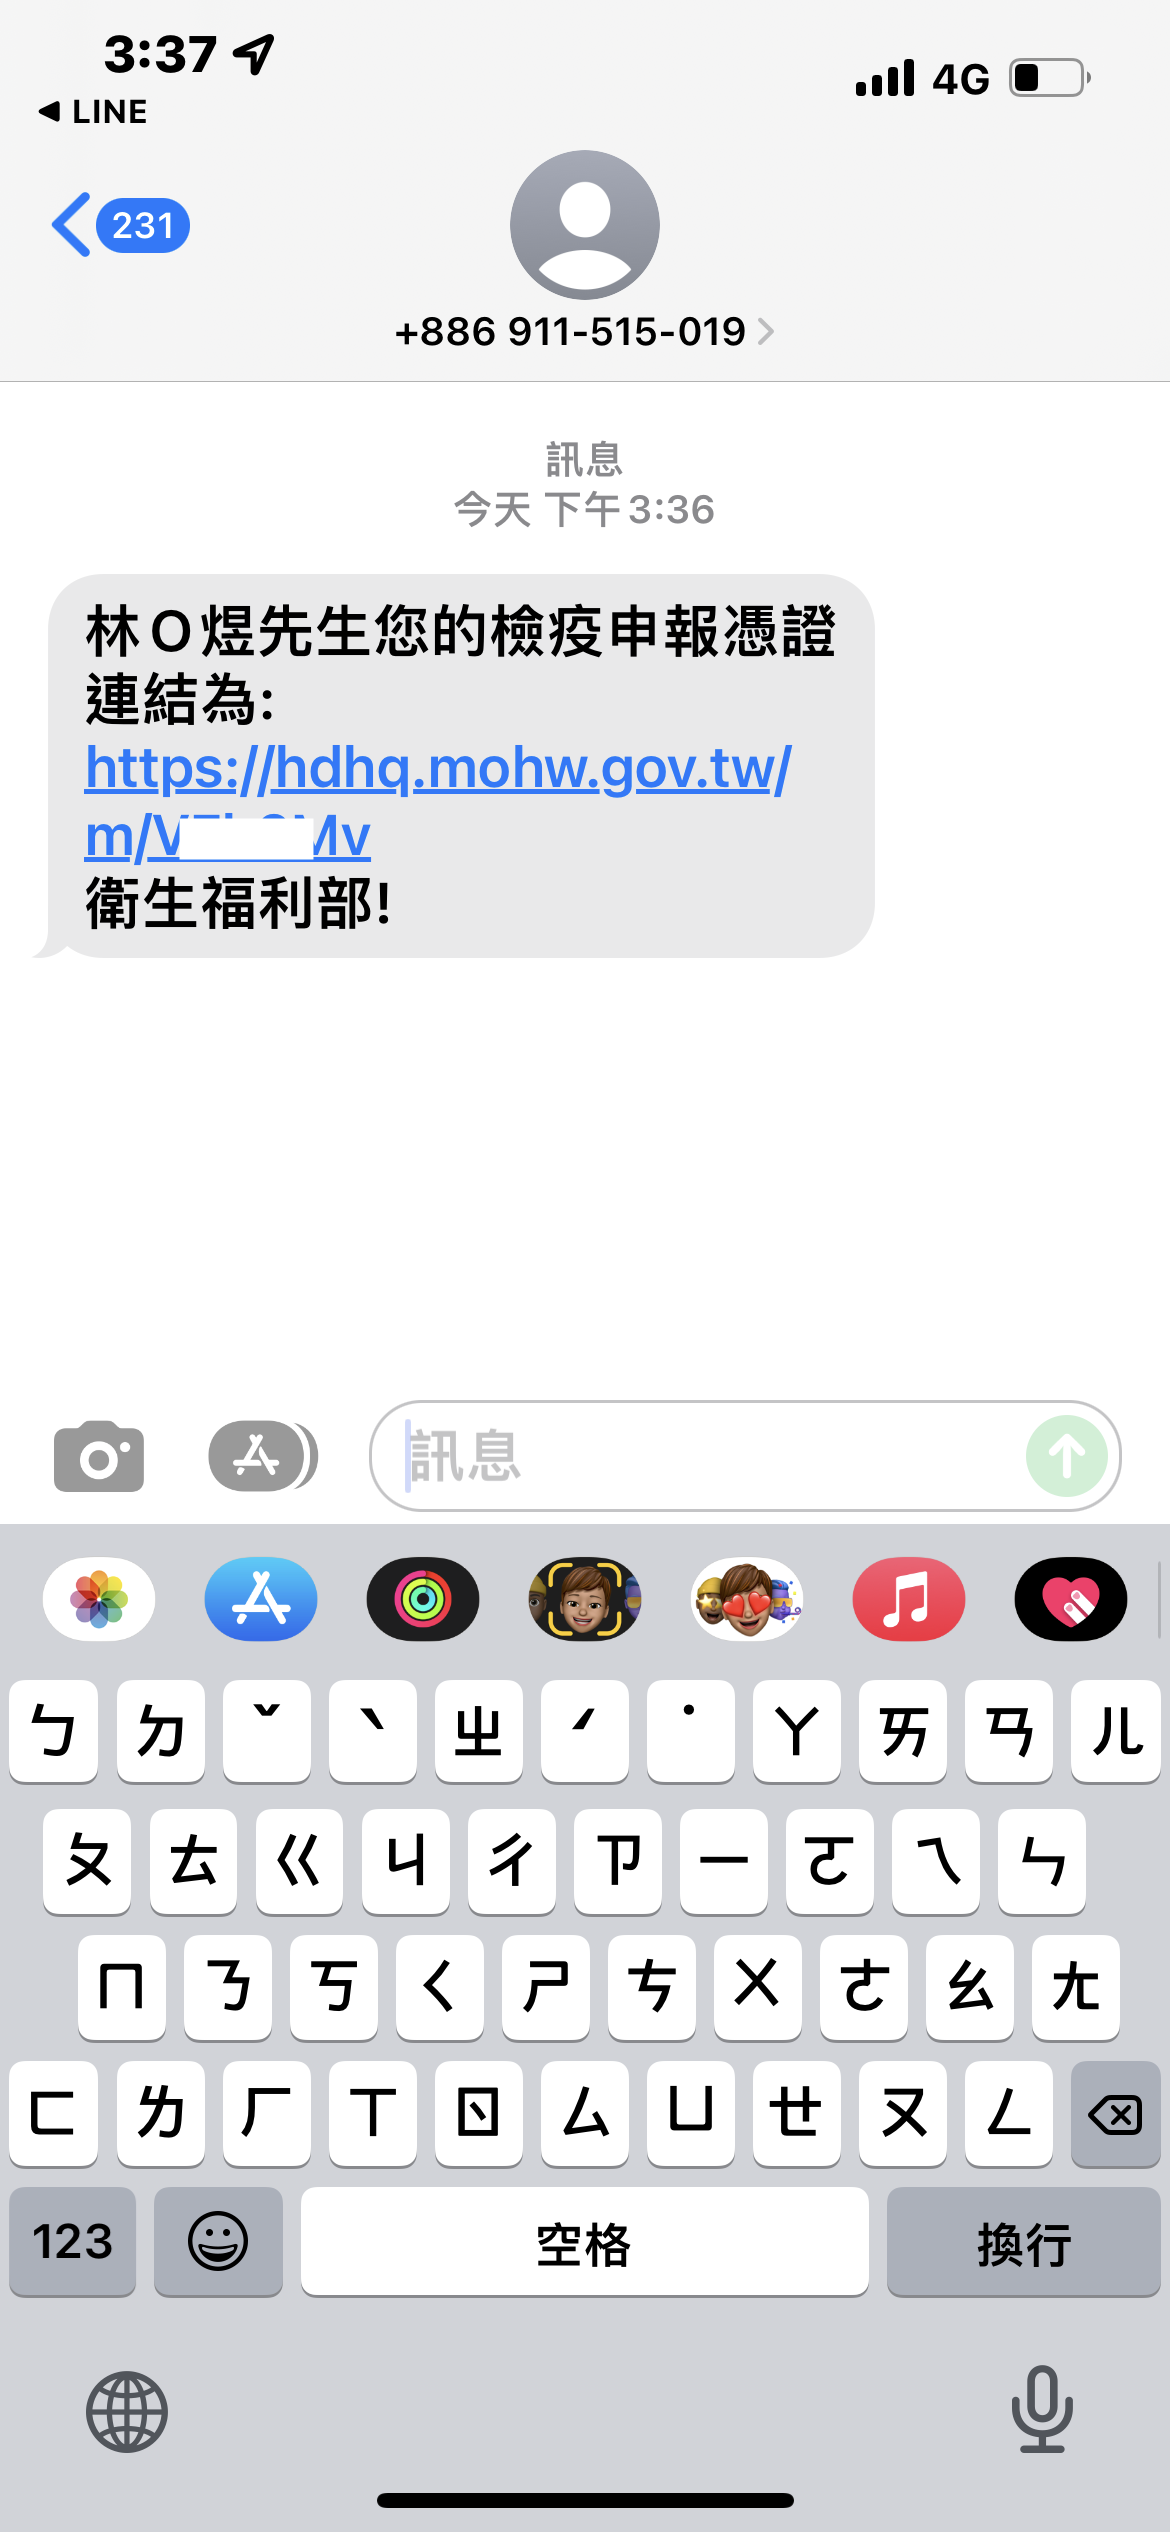 3:37
4G
LINE
231
+886 911-515-019
訊息
今天 下午3:36
林O煜先生您的檢疫申報憑證
連結為:
https://hdhq.mohw.gov.tw/
m/
衛生福利部!
訊息
ㄅ ㄉ ˇ ˋ ㄓ ˊ ˙ ㄚ ㄞ ㄢ ㄦ
ㄆ ㄊ ㄍ ㄐ ㄔ ㄗ ㄧ ㄛ ㄟ ㄣ
ㄇ ㄋ ㄎ ㄑ ㄕ ㄘ ㄨ ㄜ ㄠ ㄤ
ㄈ ㄌ ㄏ ㄒ ㄖ ㄙ ㄩ ㄝ ㄡ ㄥ
123 空格 換行